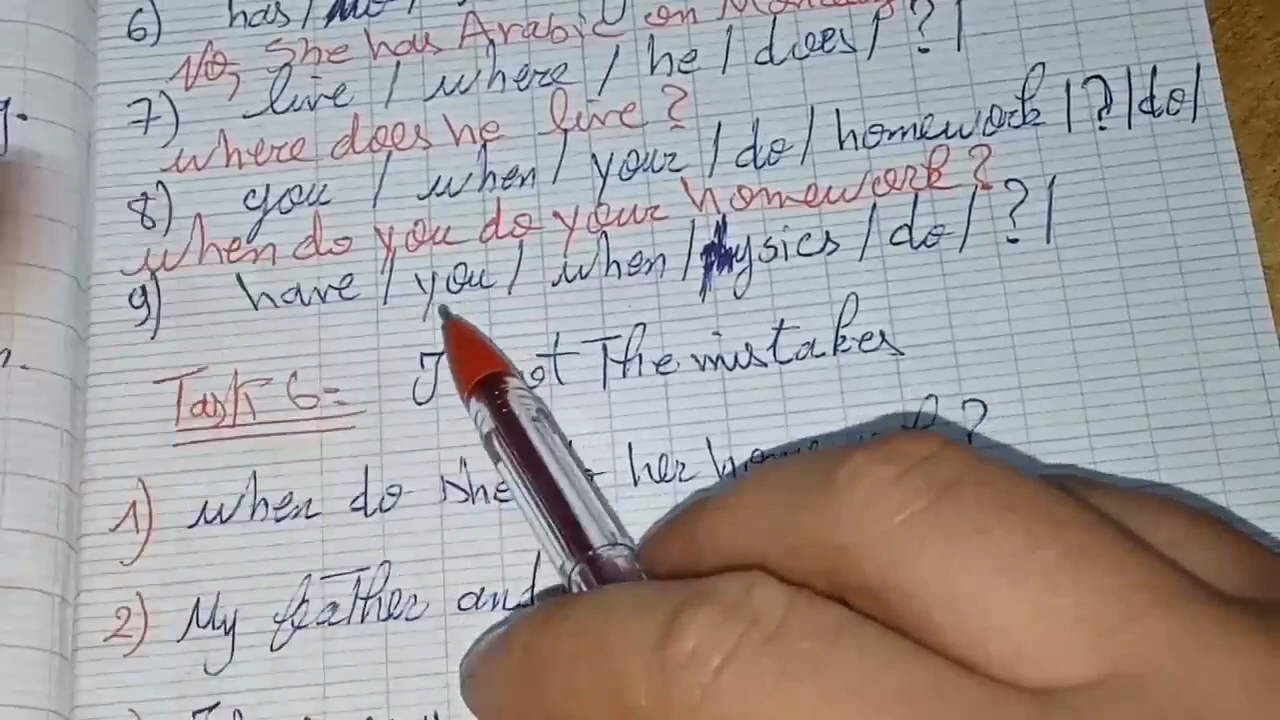 6) has /
No, She has Arabic on Monday
7) live / where / he / does / ? /
where does he live ?
8) you / when / your / do / homework / ? / do /
when do you do your homework ?
9) have / you / when / physics / do / ? /
Task 6 = The mistakes
1) when do she her ?
2) My father and